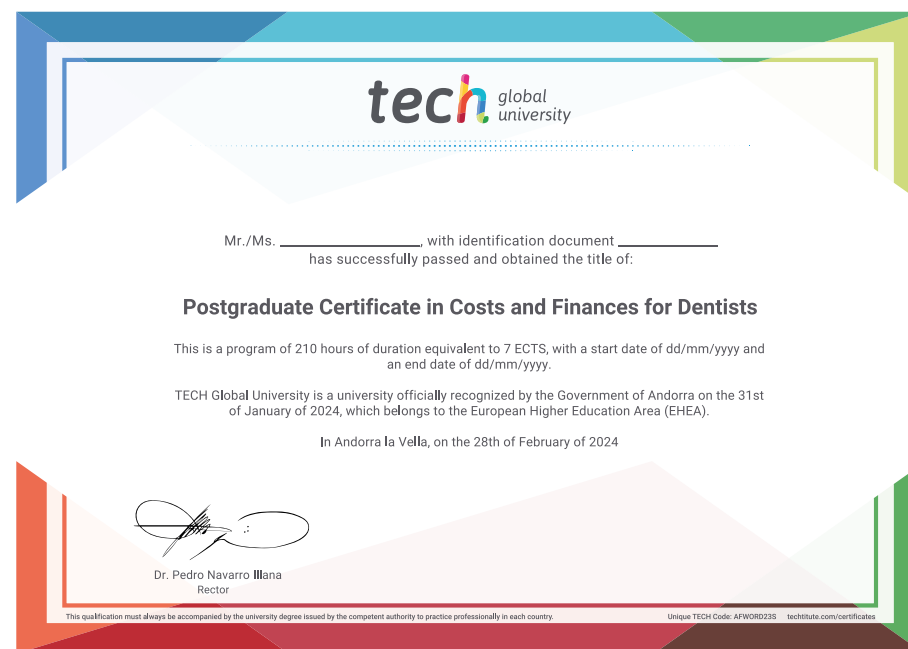 tech global university
Mr./Ms. ____________________, with identification document ______________
has successfully passed and obtained the title of:
Postgraduate Certificate in Costs and Finances for Dentists
This is a program of 210 hours of duration equivalent to 7 ECTS, with a start date of dd/mm/yyyy and
an end date of dd/mm/yyyy.
TECH Global University is a university officially recognized by the Government of Andorra on the 31st
of January of 2024, which belongs to the European Higher Education Area (EHEA).
In Andorra la Vella, on the 28th of February of 2024
Dr. Pedro Navarro Illana
Rector
This qualification must always be accompanied by the university degree issued by the competent authority to practice professionally in each country.
Unique TECH Code: AFWORD23S techtitute.com/certificates